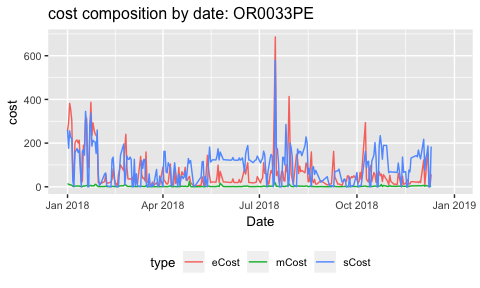 cost composition by date: OR0033PE
600
400
200
0
cost
Jan 2018 Apr 2018 Jul 2018 Oct 2018 Jan 2019
Date
type eCost mCost sCost